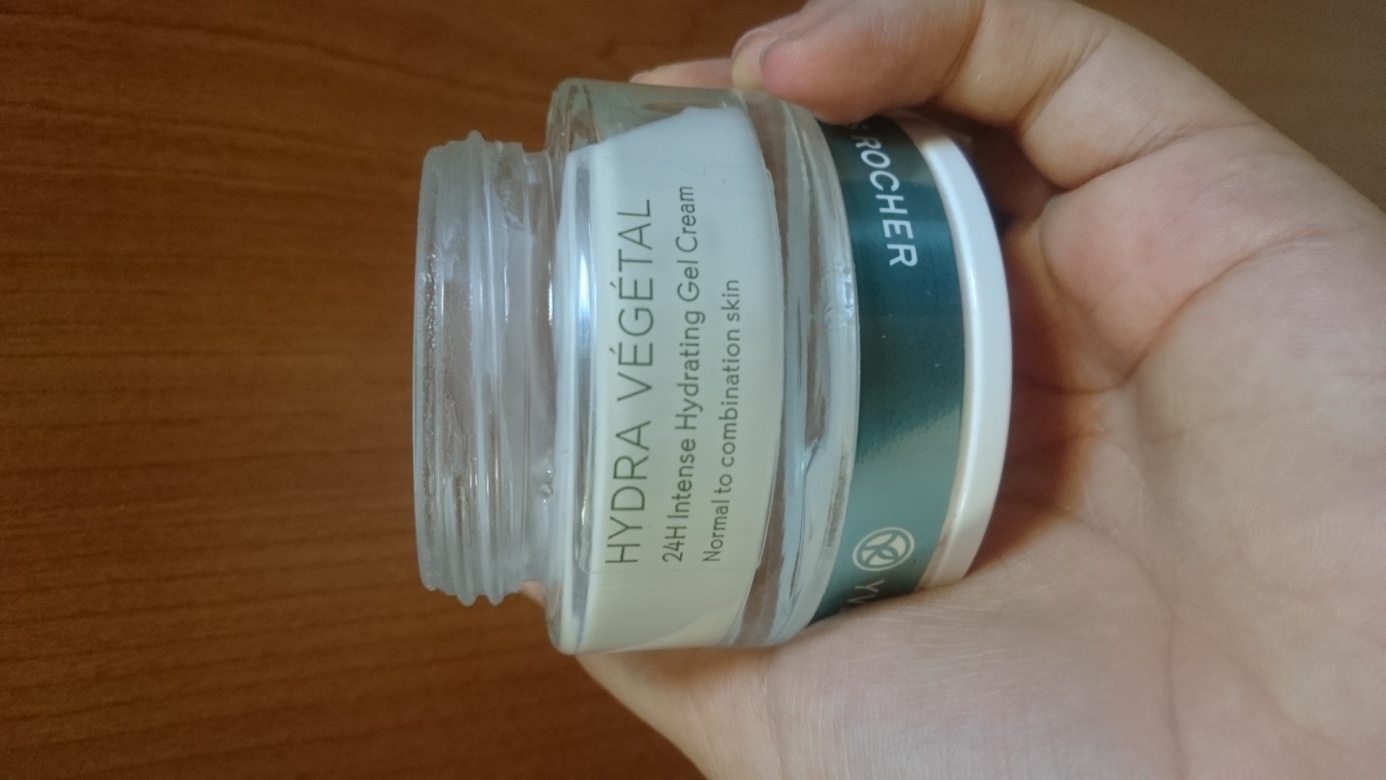 HYDRA VÉGÉTAL
24H Intense Hydrating Gel Cream
Normal to combination skin
ROCHER